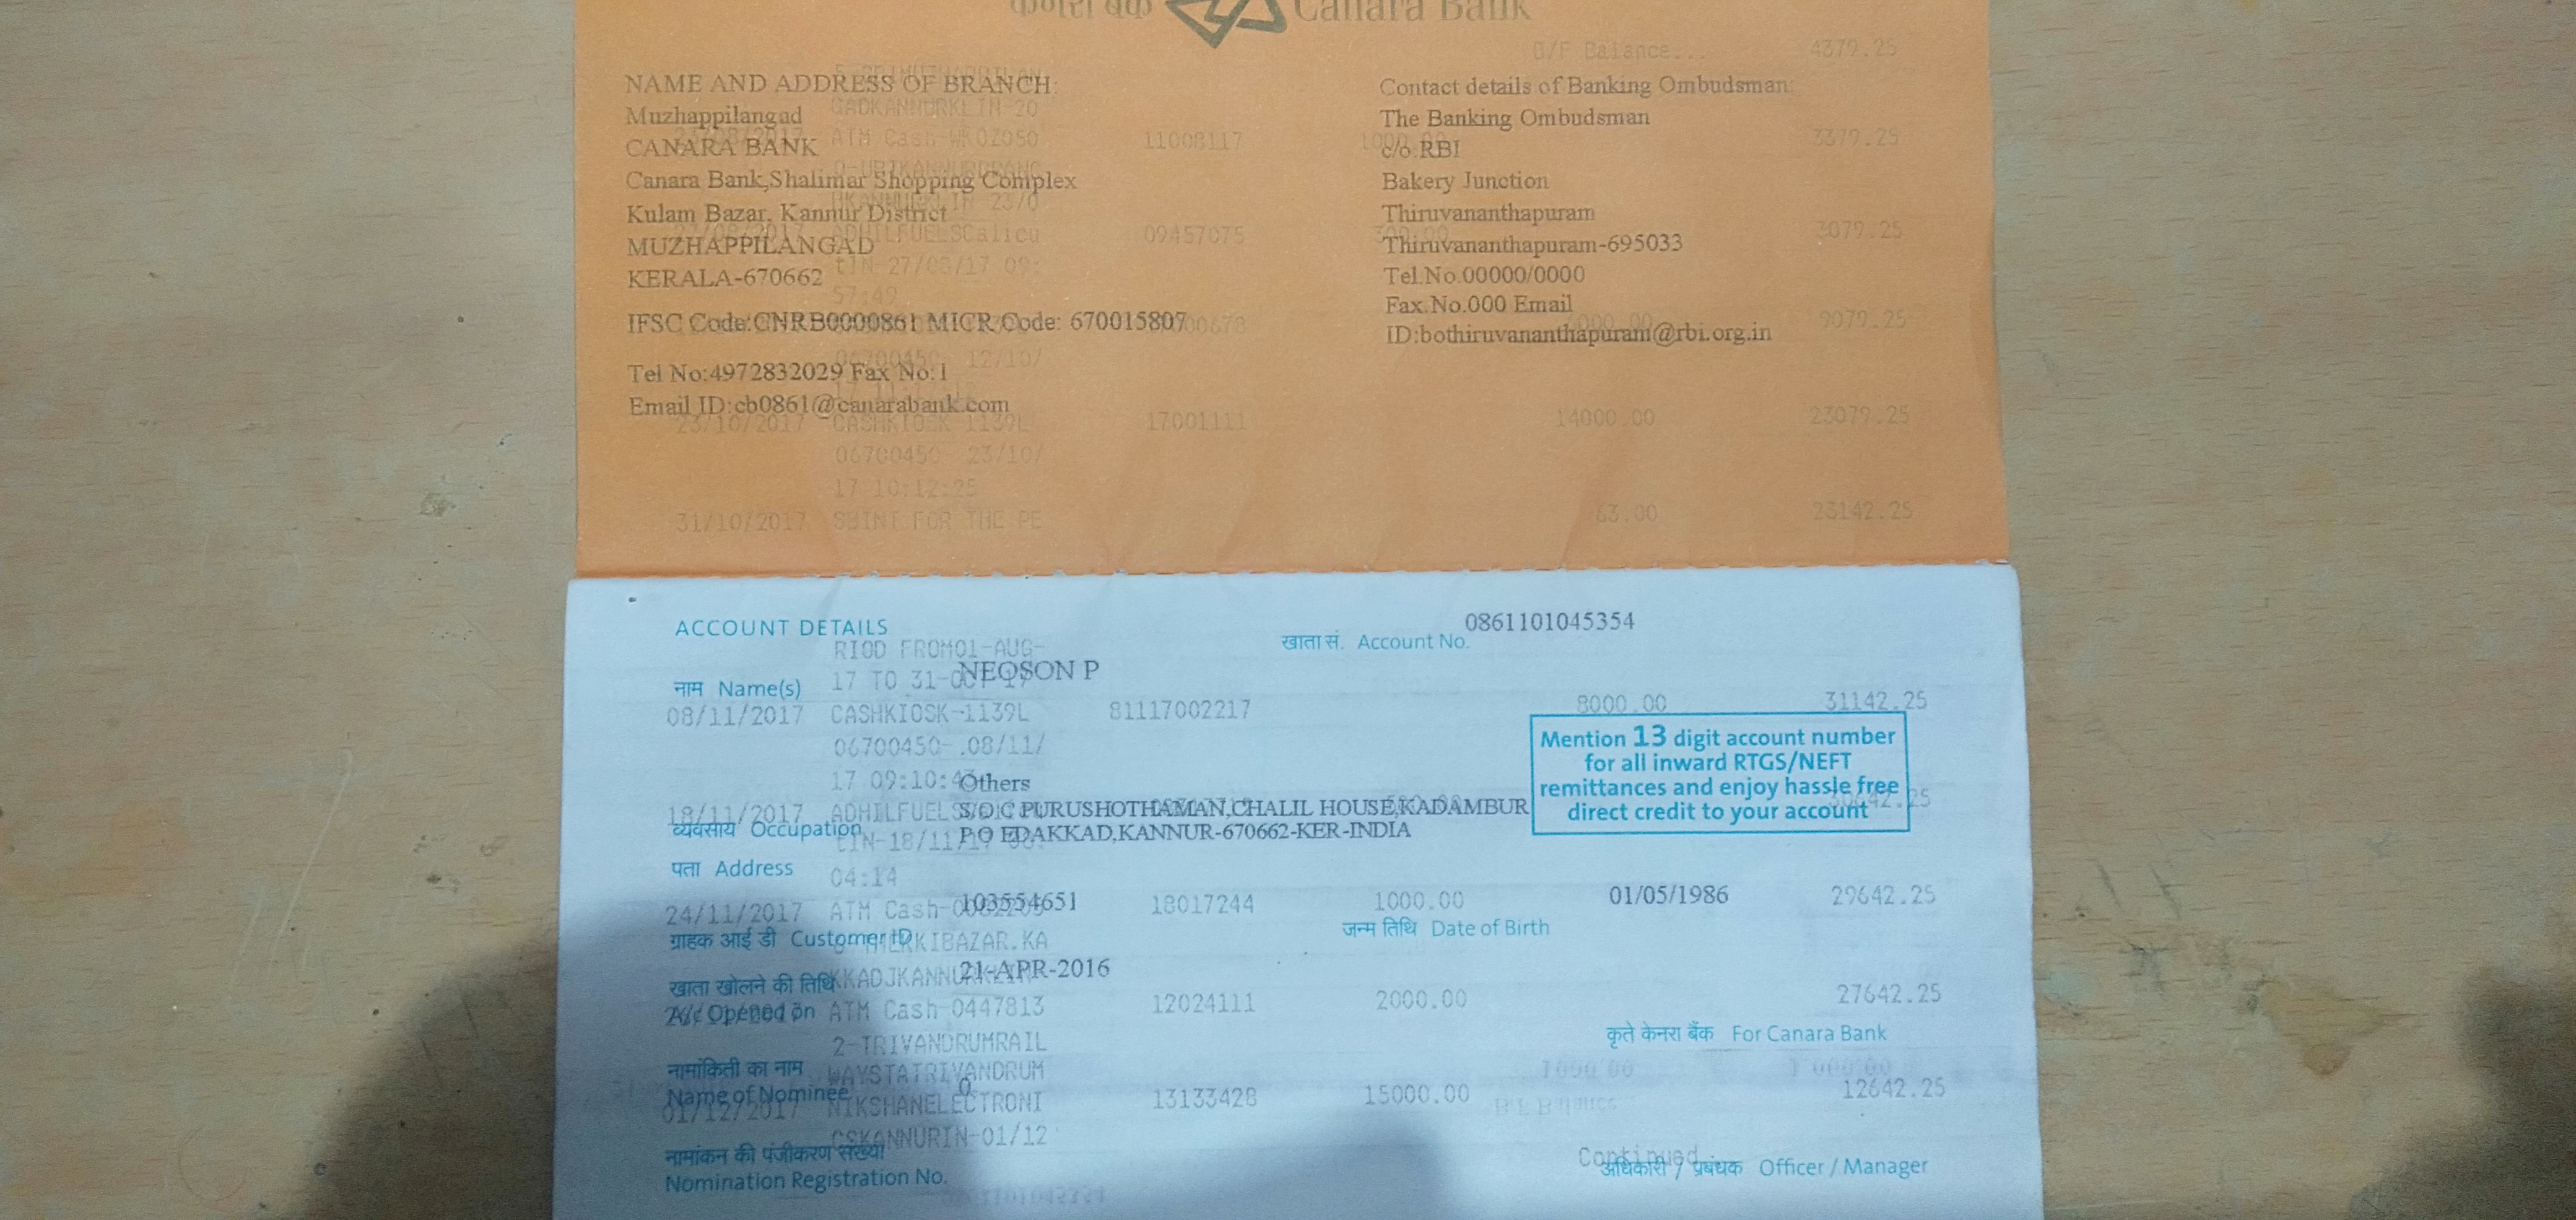 केनरा बैंक Canara Bank
B/F Balance... 4379.25
NAME AND ADDRESS OF BRANCH:
Muzhappilangad
CANARA BANK
Canara Bank,Shalimar Shopping Complex
Kulam Bazar, Kannur District
MUZHAPPILANGAD
KERALA-670662
IFSC Code:CNRB0000861 MICR Code: 670015807
Tel No:4972832029 Fax No:1
Email ID:cb0861@canarabank.com
Contact details of Banking Ombudsman:
The Banking Ombudsman
c/o.RBI
Bakery Junction
Thiruvananthapuram
Thiruvananthapuram-695033
Tel.No.00000/0000
Fax.No.000 Email
ID:bothiruvananthapuram@rbi.org.in
GADKANNURKLIN-20
ATM Cash-WK0Z050 11008117 3379.25
ADHILFUELSCalicu 09457075 3079.25
tIN-27/08/17 09:
57:49
9079.25
06700450- 12/10/
23/10/2017 CASHKIOSK-1139L 17001111 14000.00 23079.25
06700450- 23/10/
17 10:12:25
31/10/2017 SBINT FOR THE PE 63.00 23142.25
ACCOUNT DETAILS
खाता सं. Account No. 0861101045354
RIOD FROM01-AUG-
17 TO 31-
नाम Name(s) NEOSON P
08/11/2017 CASHKIOSK-1139L 81117002217 8000.00 31142.25
06700450- .08/11/
17 09:10:
Others
Mention 13 digit account number
for all inward RTGS/NEFT
remittances and enjoy hassle free
direct credit to your account
18/11/2017 ADHILFUELS
व्यवसाय Occupation
S/O.C PURUSHOTHAMAN,CHALIL HOUSE,KADAMBUR
P.O EDAKKAD,KANNUR-670662-KER-INDIA
tIN-18/11/17
पता Address
04:14
24/11/2017 ATM Cash- 18017244 1000.00 29642.25
103554651
01/05/1986
ग्राहक आई डी Customer ID
जन्म तिथि Date of Birth
21-APR-2016
खाता खोलने की तिथि
A/c Opened on
ATM Cash-0447813 12024111 2000.00 27642.25
2-TRIVANDRUMRAIL
कृते केनरा बैंक For Canara Bank
नामांकिती का नाम
WAYSTATRIVANDRUM
Name of Nominee 0
01/12/2017 NIKSHANELECTRONI 13133428 15000.00 12642.25
CSKANNURIN-01/12
नामांकन की पंजीकरण संख्या
Nomination Registration No.
Continued
अधिकारी / प्रबंधक Officer / Manager